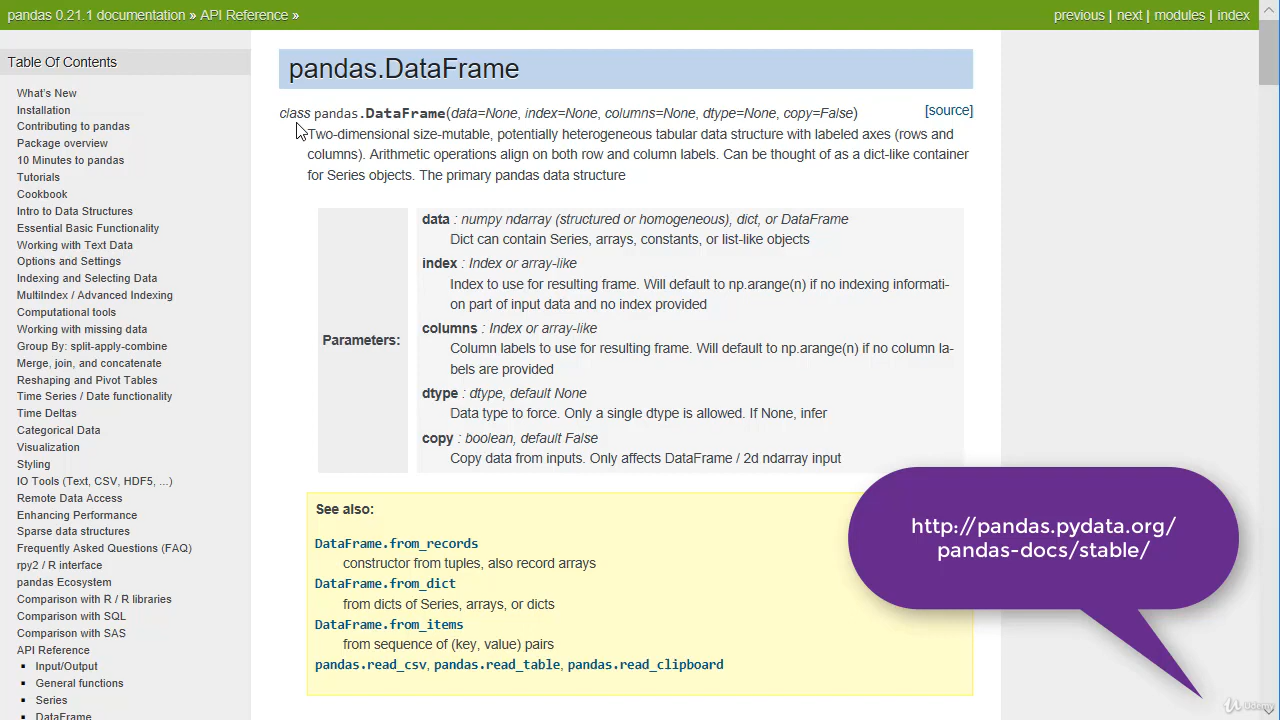 pandas 0.21.1 documentation » API Reference »
previous | next | modules | index
Table Of Contents
What's New
Installation
Contributing to pandas
Package overview
10 Minutes to pandas
Tutorials
Cookbook
Intro to Data Structures
Essential Basic Functionality
Working with Text Data
Options and Settings
Indexing and Selecting Data
MultiIndex / Advanced Indexing
Computational tools
Working with missing data
Group By: split-apply-combine
Merge, join, and concatenate
Reshaping and Pivot Tables
Time Series / Date functionality
Time Deltas
Categorical Data
Visualization
Styling
IO Tools (Text, CSV, HDF5, ...)
Remote Data Access
Enhancing Performance
Sparse data structures
Frequently Asked Questions (FAQ)
rpy2 / R interface
pandas Ecosystem
Comparison with R / R libraries
Comparison with SQL
Comparison with SAS
API Reference
Input/Output
General functions
Series
DataFrame
pandas.DataFrame
class pandas.DataFrame(data=None, index=None, columns=None, dtype=None, copy=False)
[source]
Two-dimensional size-mutable, potentially heterogeneous tabular data structure with labeled axes (rows and
columns). Arithmetic operations align on both row and column labels. Can be thought of as a dict-like container
for Series objects. The primary pandas data structure
Parameters:
data : numpy ndarray (structured or homogeneous), dict, or DataFrame
Dict can contain Series, arrays, constants, or list-like objects
index : Index or array-like
Index to use for resulting frame. Will default to np.arange(n) if no indexing informati-
on part of input data and no index provided
columns : Index or array-like
Column labels to use for resulting frame. Will default to np.arange(n) if no column la-
bels are provided
dtype : dtype, default None
Data type to force. Only a single dtype is allowed. If None, infer
copy : boolean, default False
Copy data from inputs. Only affects DataFrame / 2d ndarray input
See also:
DataFrame.from_records
constructor from tuples, also record arrays
DataFrame.from_dict
from dicts of Series, arrays, or dicts
DataFrame.from_items
from sequence of (key, value) pairs
pandas.read_csv, pandas.read_table, pandas.read_clipboard
http://pandas.pydata.org/
pandas-docs/stable/
Udemy